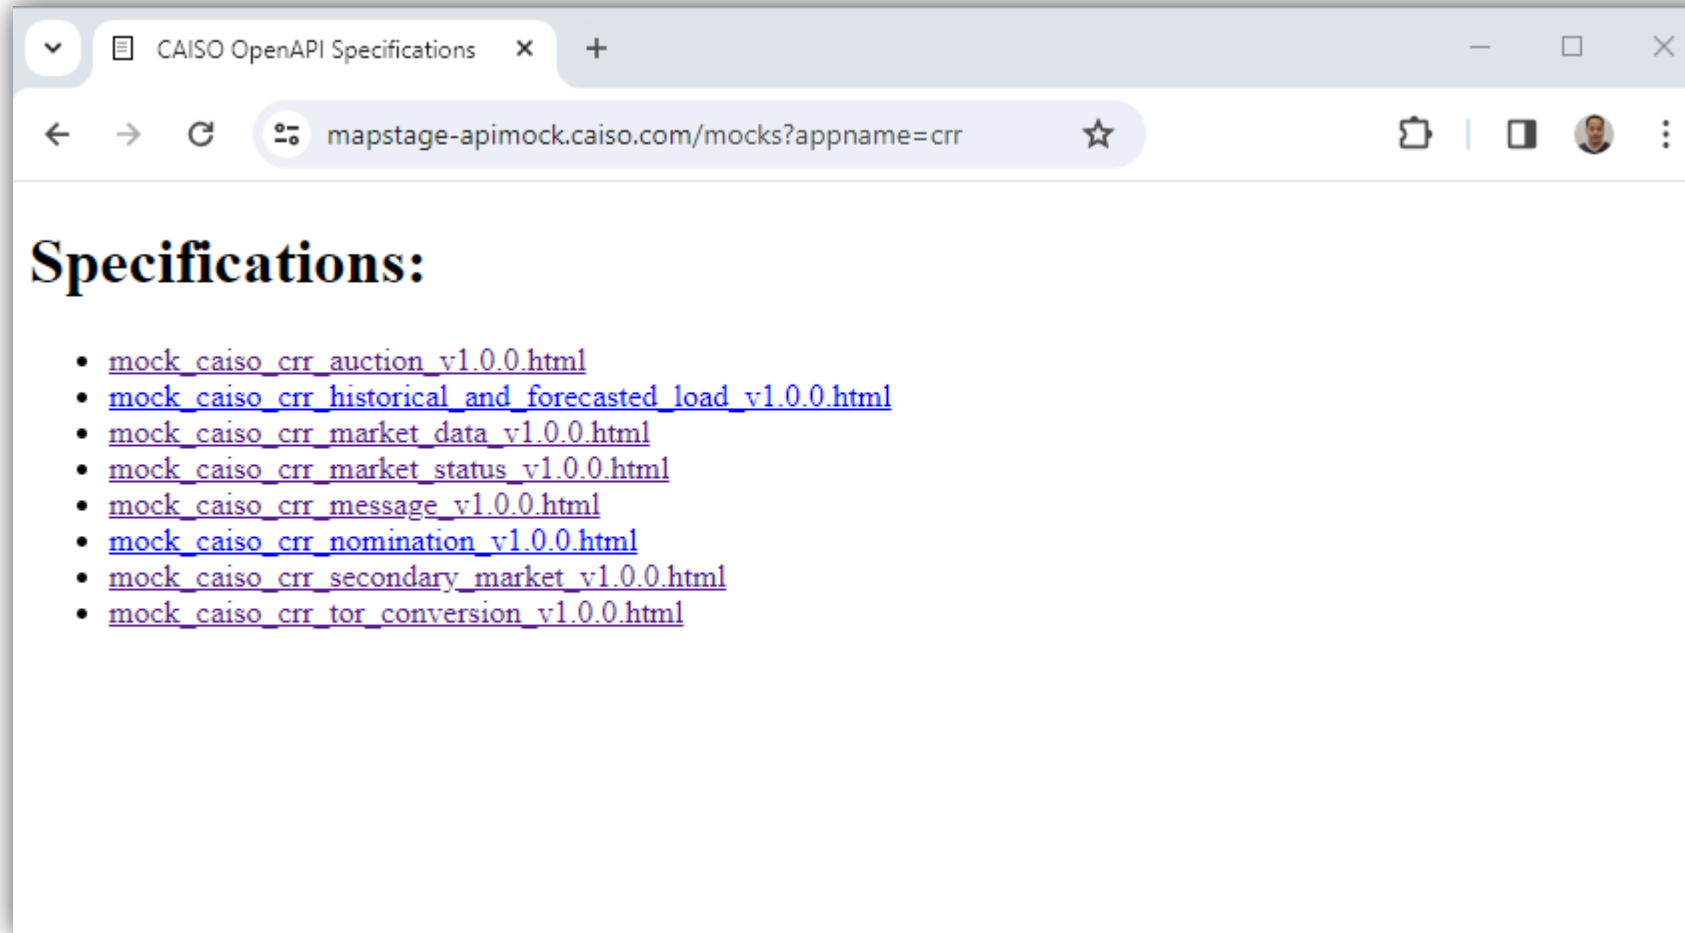 CAISO OpenAPI Specifications
mapstage-apimock.caiso.com/mocks?appname=crr
Specifications:
mock_caiso_crr_auction_v1.0.0.html
mock_caiso_crr_historical_and_forecasted_load_v1.0.0.html
mock_caiso_crr_market_data_v1.0.0.html
mock_caiso_crr_market_status_v1.0.0.html
mock_caiso_crr_message_v1.0.0.html
mock_caiso_crr_nomination_v1.0.0.html
mock_caiso_crr_secondary_market_v1.0.0.html
mock_caiso_crr_tor_conversion_v1.0.0.html